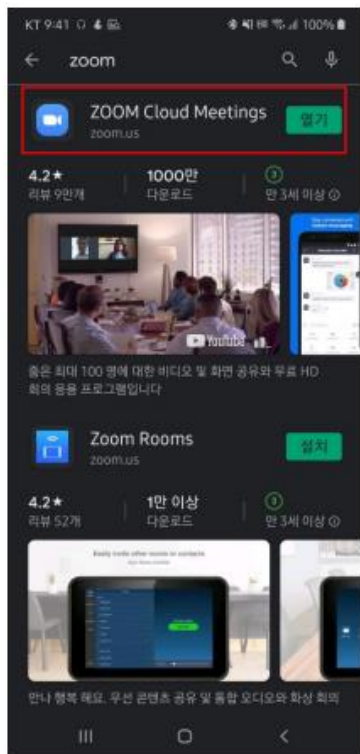 KT 9:41 100%
zoom
ZOOM Cloud Meetings
zoom.us
열기
4.2★ 1000만 ③
리뷰 9만개 다운로드 만 3세 이상
YouTube
줌은 최대 100 명에 대한 비디오 및 화면 공유와 무료 HD
회의 응용 프로그램입니다
Zoom Rooms
zoom.us
설치
4.2★ 1만 이상 ③
리뷰 52개 다운로드 만 3세 이상
Easily invite other rooms or contacts
만나 행복 해요. 우선 콘텐츠 공유 및 통합 오디오와 화상 회의